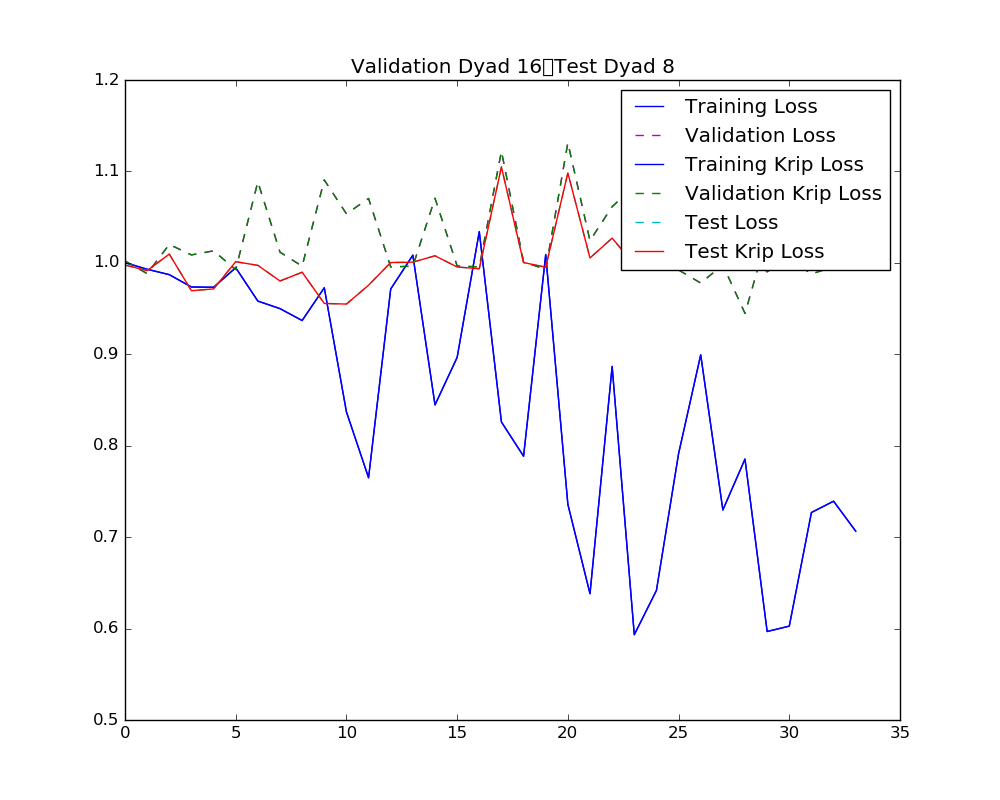 Validation Dyad 16▯Test Dyad 8
1.2
1.1
1.0
0.9
0.8
0.7
0.6
0.5
0
5
10
15
20
25
30
35
Training Loss
Validation Loss
Training Krip Loss
Validation Krip Loss
Test Loss
Test Krip Loss